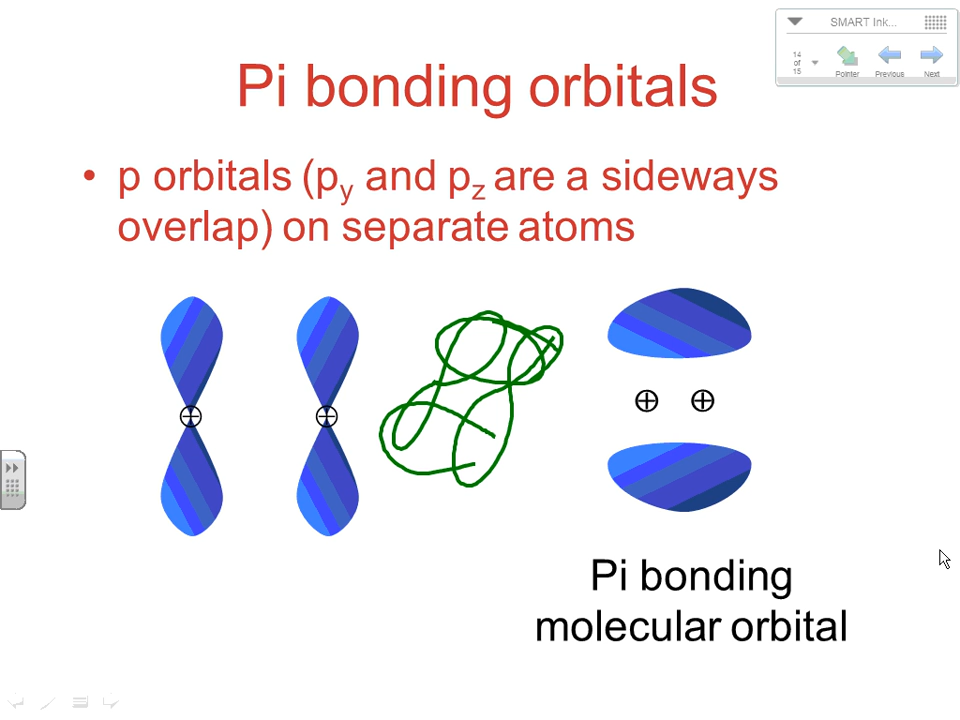 SMART Ink...
14
of
15
Pointer Previous Next
Pi bonding orbitals
• p orbitals (py and pz are a sideways
overlap) on separate atoms
Pi bonding
molecular orbital